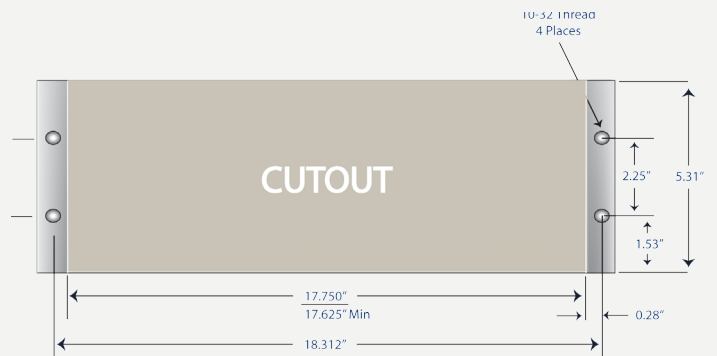 10-32 Thread
4 Places
CUTOUT
2.25”
5.31”
1.53”
17.750”
17.625” Min
0.28”
18.312”